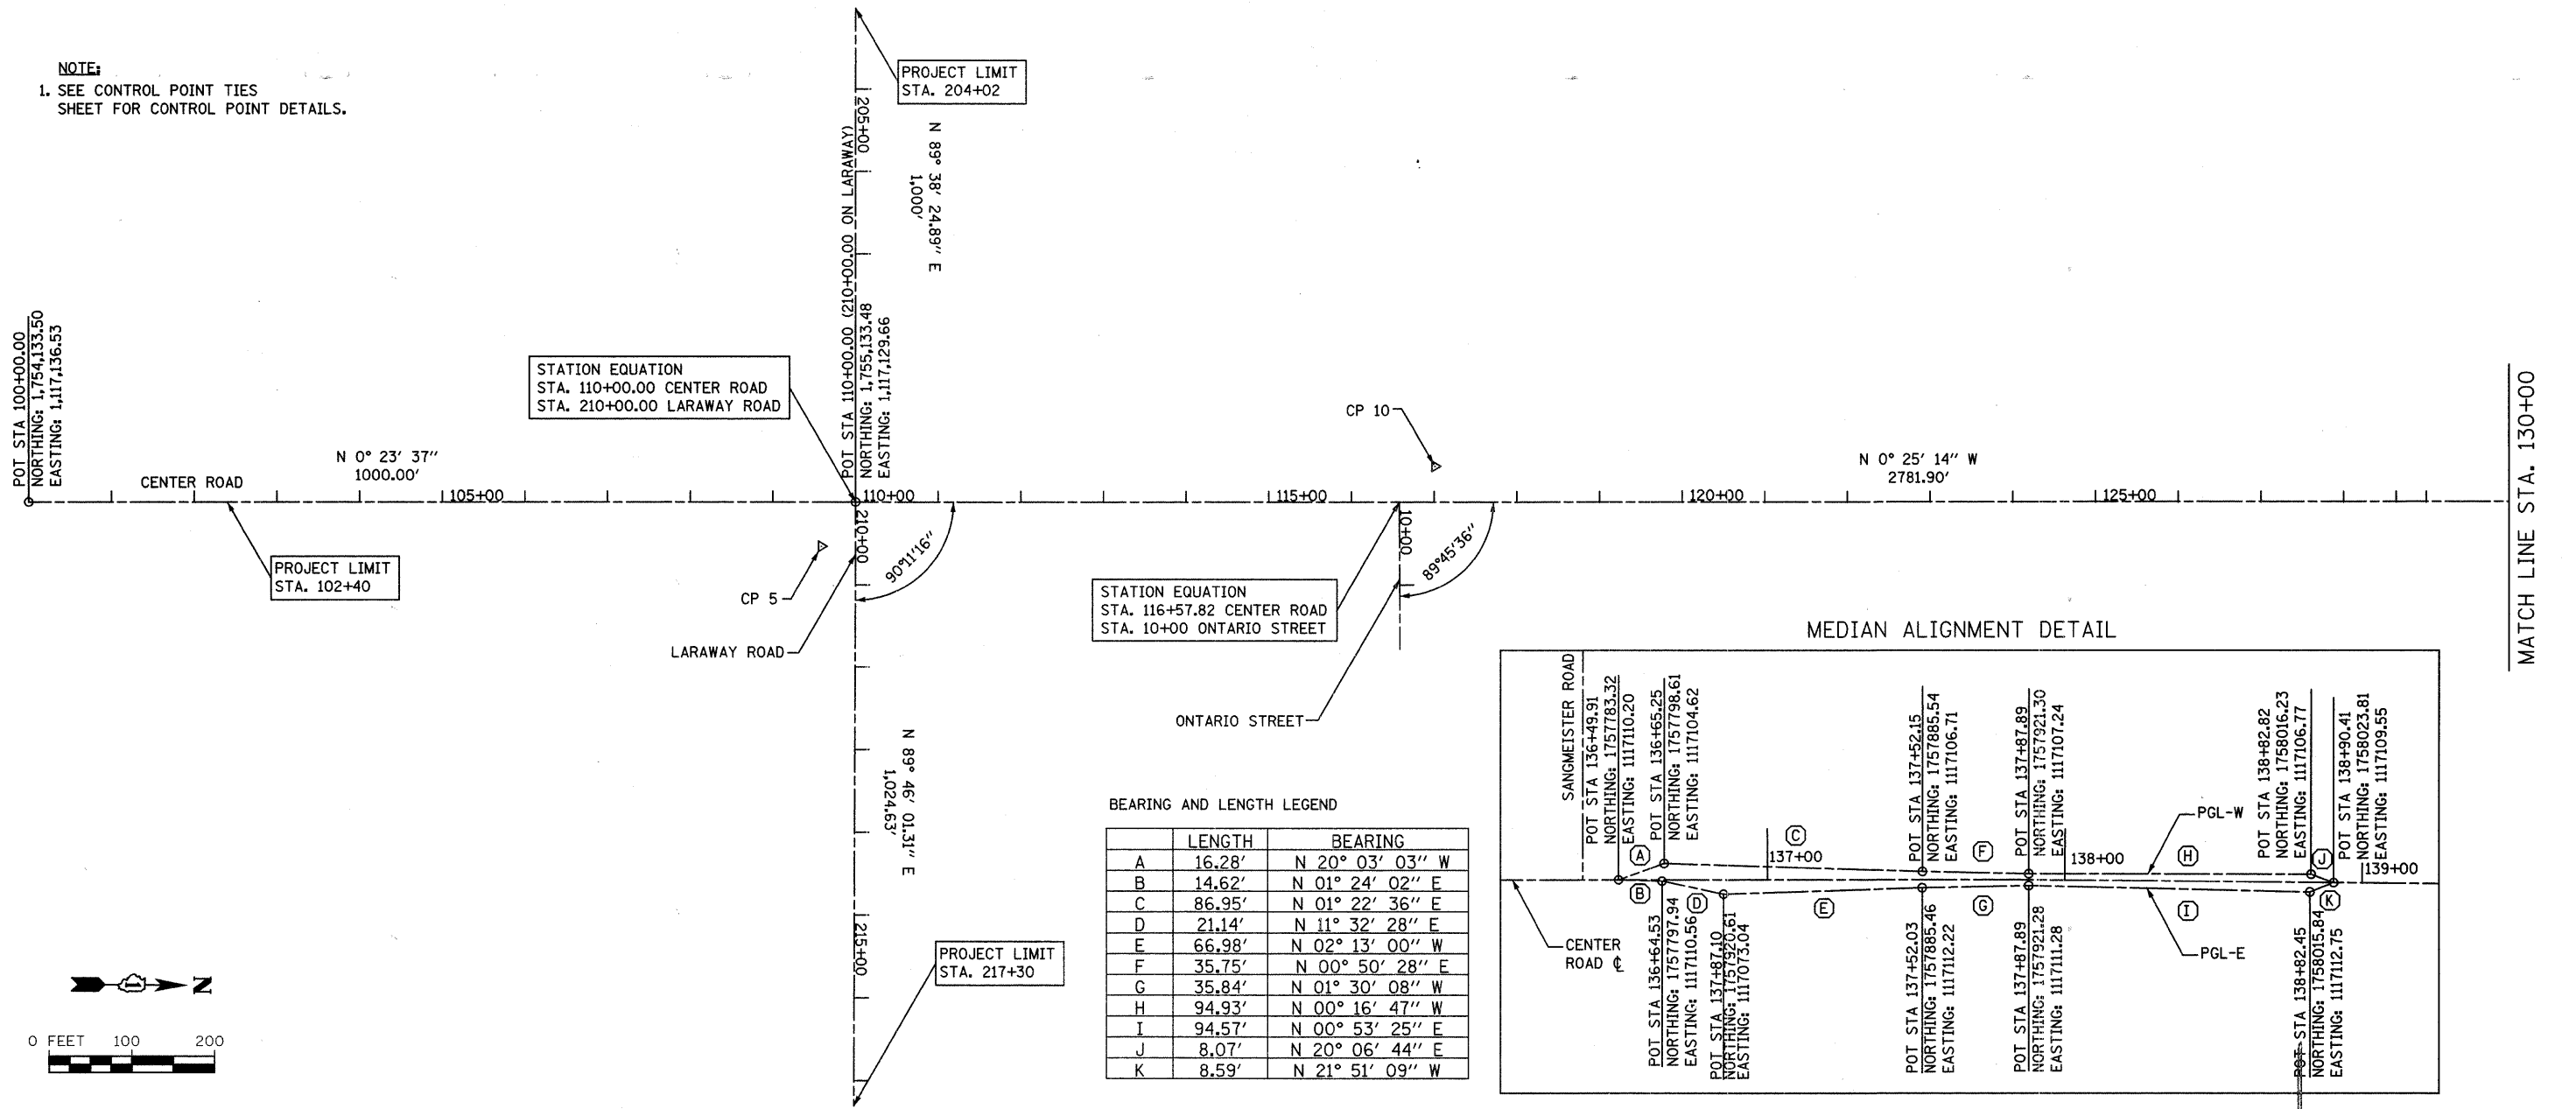 NOTE:
1. SEE CONTROL POINT TIES
SHEET FOR CONTROL POINT DETAILS.
PROJECT LIMIT
STA. 204+02
205+00
N 89° 38' 24.89" E
1,000'
POT STA 100+00.00
NORTHING: 1,754,133.50
EASTING: 1,117,136.53
POT STA 110+00.00 (210+00.00 ON LARAWAY)
NORTHING: 1,755,133.48
EASTING: 1,117,129.66
STATION EQUATION
STA. 110+00.00 CENTER ROAD
STA. 210+00.00 LARAWAY ROAD
CENTER ROAD
N 0° 23' 37"
1000.00'
105+00
110+00
115+00
120+00
125+00
CP 10
N 0° 25' 14" W
2781.90'
MATCH LINE STA. 130+00
PROJECT LIMIT
STA. 102+40
CP 5
LARAWAY ROAD
210+00
90°11'16"
10+00
89°45'36"
STATION EQUATION
STA. 116+57.82 CENTER ROAD
STA. 10+00 ONTARIO STREET
ONTARIO STREET
N 89° 46' 01.31" E
1,024.63'
215+00
PROJECT LIMIT
STA. 217+30
N
0 FEET 100 200
BEARING AND LENGTH LEGEND
LENGTH BEARING
A 16.28' N 20° 03' 03" W
B 14.62' N 01° 24' 02" E
C 86.95' N 01° 22' 36" E
D 21.14' N 11° 32' 28" E
E 66.98' N 02° 13' 00" W
F 35.75' N 00° 50' 28" E
G 35.84' N 01° 30' 08" W
H 94.93' N 00° 16' 47" W
I 94.57' N 00° 53' 25" E
J 8.07' N 20° 06' 44" E
K 8.59' N 21° 51' 09" W
MEDIAN ALIGNMENT DETAIL
SANGMEISTER ROAD
POT STA 136+49.91
NORTHING: 1757783.32
EASTING: 1117110.20
POT STA 136+65.25
NORTHING: 1757798.61
EASTING: 1117104.62
POT STA 137+52.15
NORTHING: 1757885.54
EASTING: 1117106.71
POT STA 137+87.89
NORTHING: 1757921.30
EASTING: 1117107.24
POT STA 138+82.82
NORTHING: 1758016.23
EASTING: 1117106.77
POT STA 138+90.41
NORTHING: 1758023.81
EASTING: 1117109.55
A
C
137+00
F
138+00
H
PGL-W
J
139+00
B
D
E
G
I
K
PGL-E
CENTER
ROAD ℄
POT STA 136+64.53
NORTHING: 1757797.94
EASTING: 1117110.56
POT STA 137+87.10
NORTHING: 1757920.61
EASTING: 1117073.04
POT STA 137+52.03
NORTHING: 1757885.46
EASTING: 1117112.22
POT STA 137+87.89
NORTHING: 1757921.28
EASTING: 1117111.28
POT STA 138+82.45
NORTHING: 1758015.84
EASTING: 1117112.75